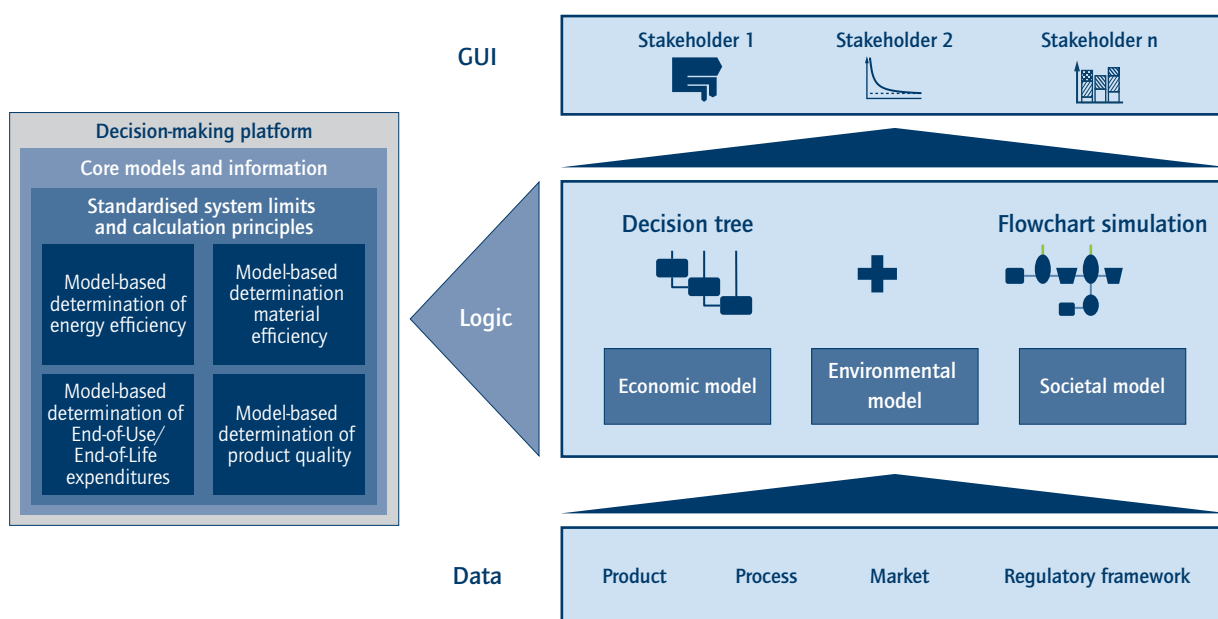 GUI
Stakeholder 1
Stakeholder 2
Stakeholder n
Decision-making platform
Core models and information
Standardised system limits
and calculation principles
Model-based
determination of
energy efficiency
Model-based
determination
material
efficiency
Model-based
determination of
End-of-Use/
End-of-Life
expenditures
Model-based
determination of
product quality
Logic
Decision tree
Flowchart simulation
Economic model
Environmental
model
Societal model
Data
Product
Process
Market
Regulatory framework